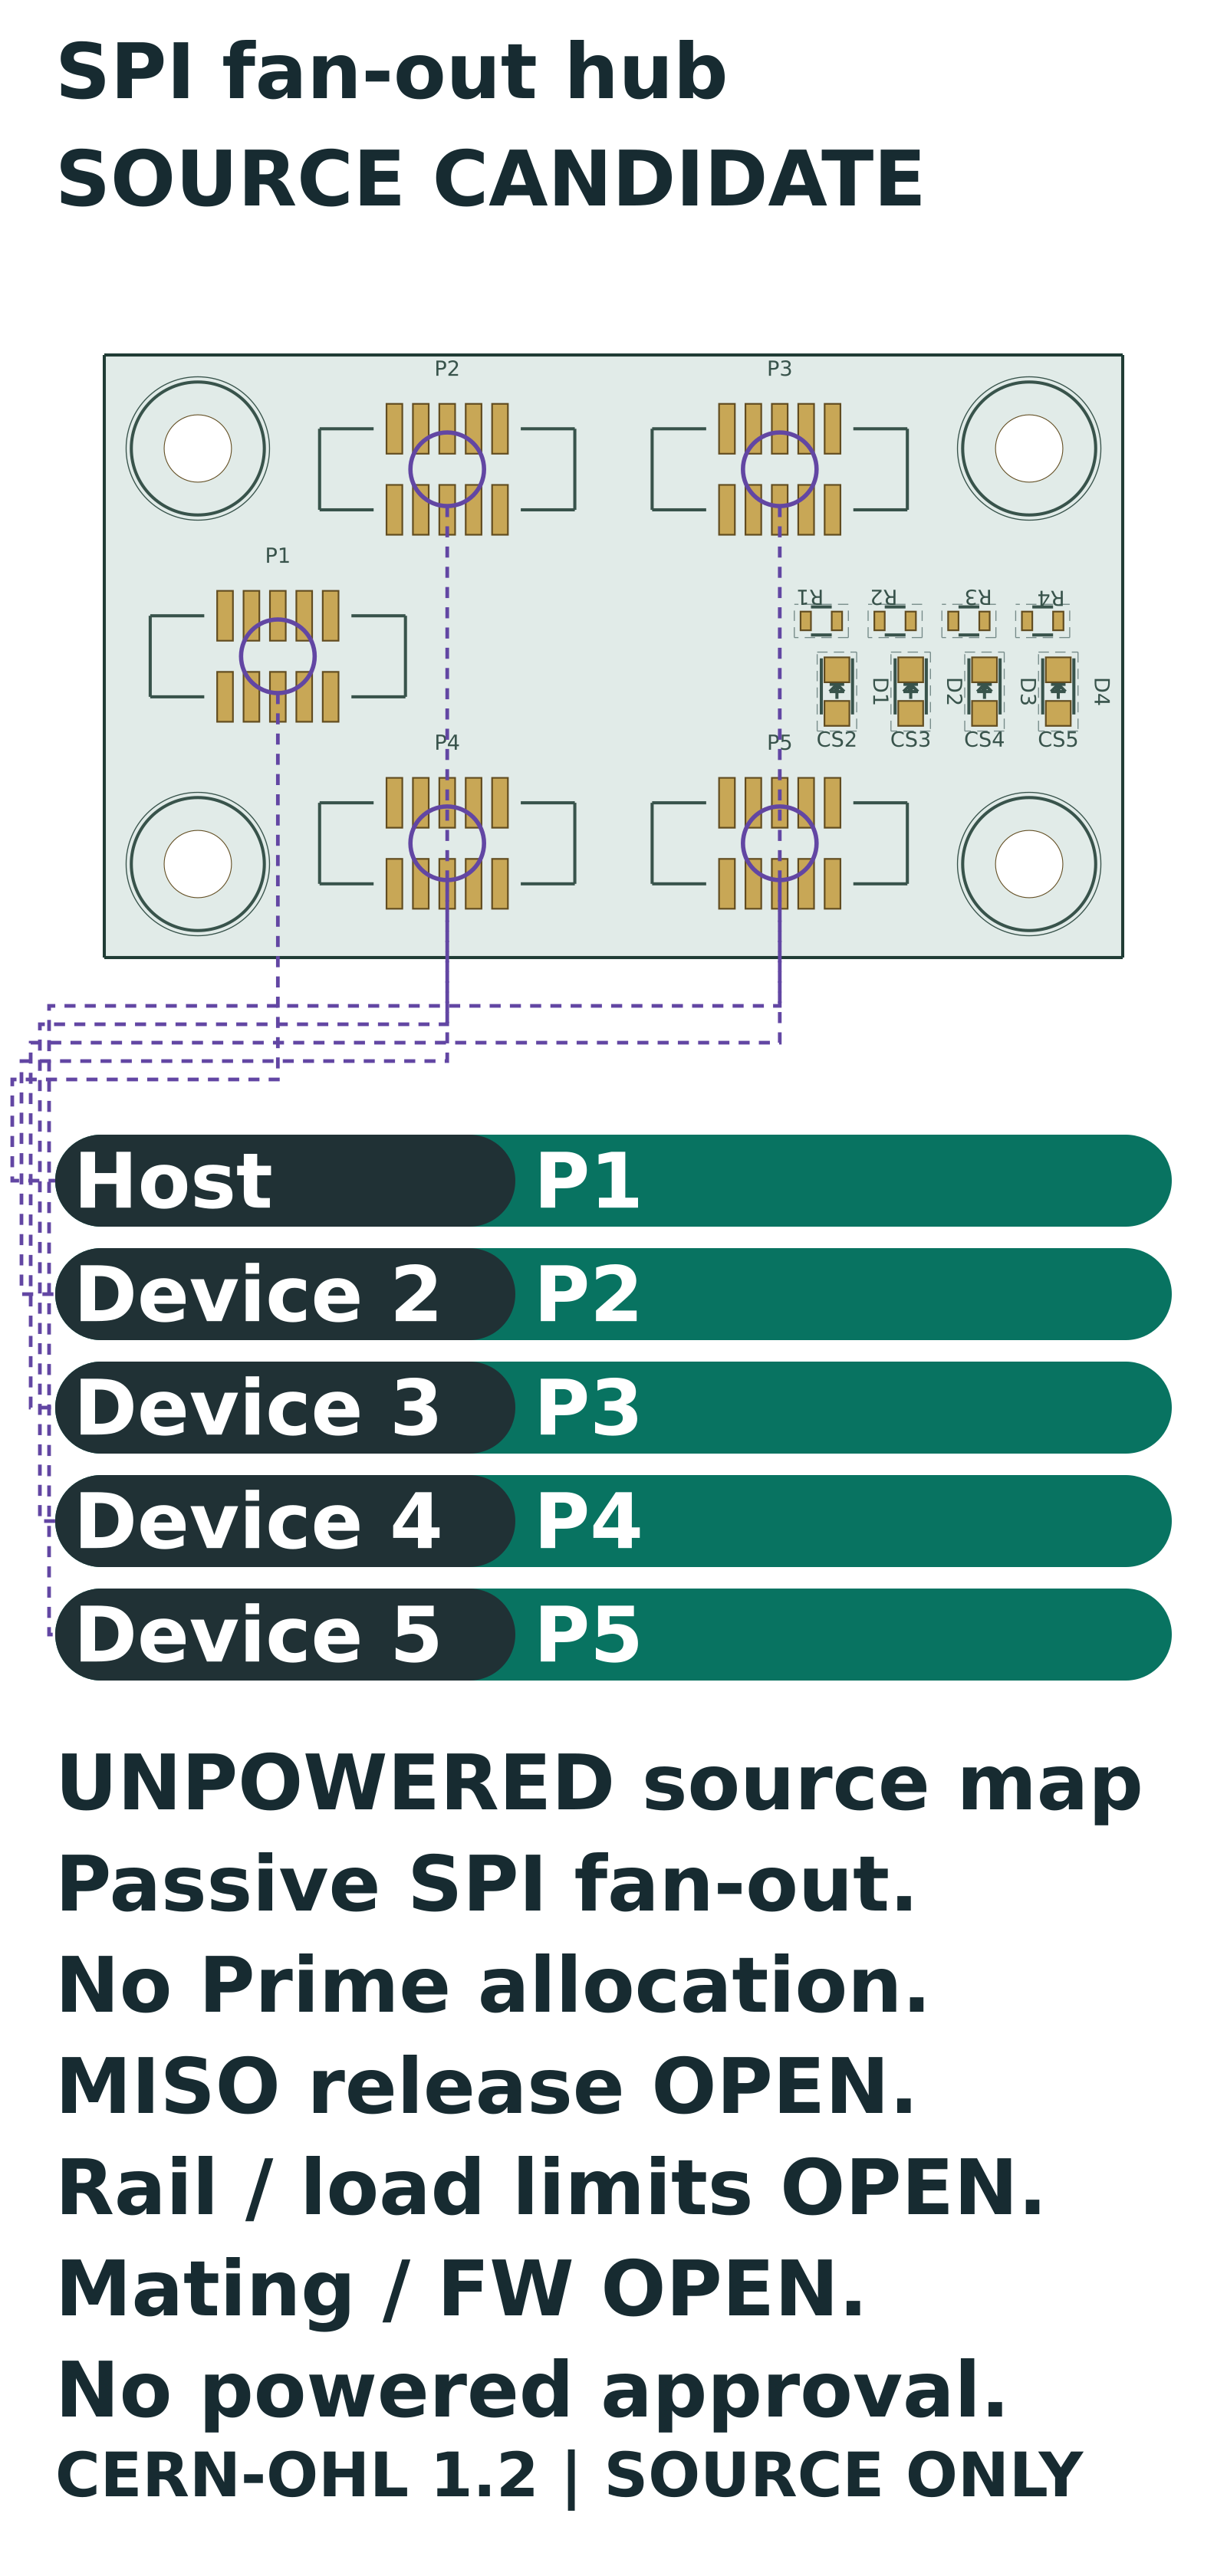 SPI fan-out hub
SOURCE CANDIDATE
P2 P3
P1
R1 R2 R3 R4
D1 D2 D3 D4
P4 P5 CS2 CS3 CS4 CS5
Host P1
Device 2 P2
Device 3 P3
Device 4 P4
Device 5 P5
UNPOWERED source map
Passive SPI fan-out.
No Prime allocation.
MISO release OPEN.
Rail / load limits OPEN.
Mating / FW OPEN.
No powered approval.
CERN-OHL 1.2 | SOURCE ONLY